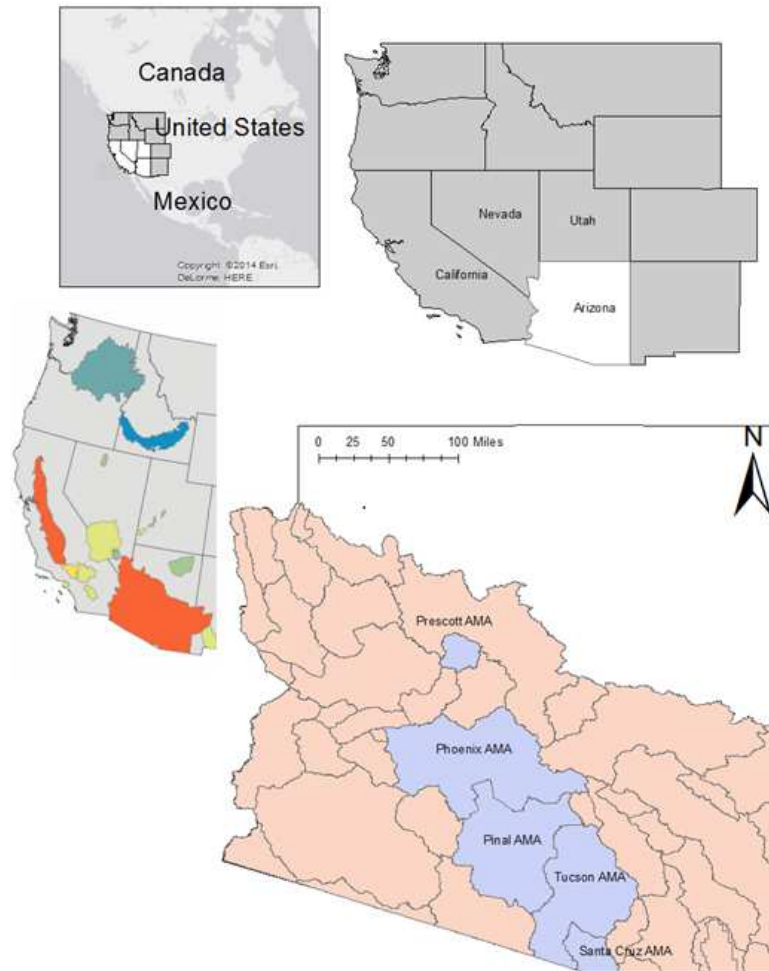 Canada
United States
Mexico
Copyright: ©2014 Esri,
DeLorme, HERE
Nevada
Utah
California
Arizona
0 25 50 100 Miles
N
Prescott AMA
Phoenix AMA
Pinal AMA
Tucson AMA
Santa Cruz AMA